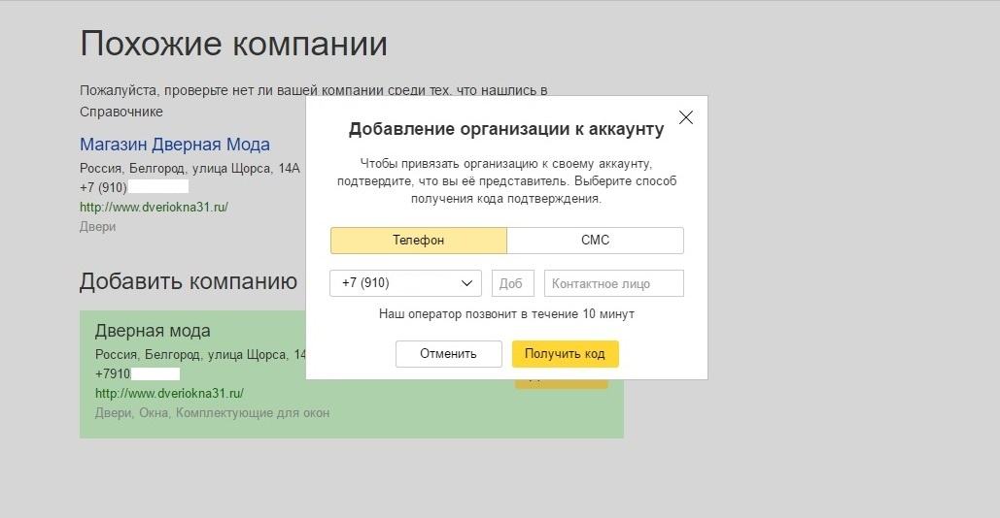 Похожие компании
Пожалуйста, проверьте нет ли вашей компании среди тех, что нашлись в
Справочнике
Магазин Дверная Мода
Россия, Белгород, улица Щорса, 14А
+7 (910)
http://www.dveriokna31.ru/
Двери
Добавить компанию
Дверная мода
Россия, Белгород, улица Щорса, 14
+7910
http://www.dveriokna31.ru/
Двери, Окна, Комплектующие для окон
Добавление организации к аккаунту
Чтобы привязать организацию к своему аккаунту,
подтвердите, что вы её представитель. Выберите способ
получения кода подтверждения.
Телефон СМС
+7 (910) Доб Контактное лицо
Наш оператор позвонит в течение 10 минут
Отменить Получить код